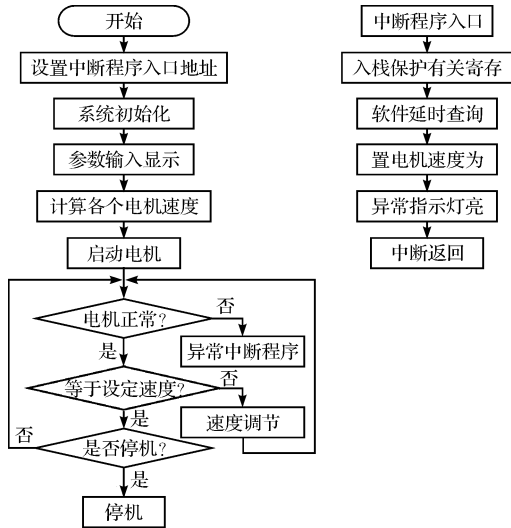 开始
设置中断程序入口地址
系统初始化
参数输入显示
计算各个电机速度
启动电机
电机正常?
否
是
异常中断程序
等于设定速度?
否
是
速度调节
是否停机?
否
是
停机
中断程序入口
入栈保护有关寄存
软件延时查询
置电机速度为
异常指示灯亮
中断返回